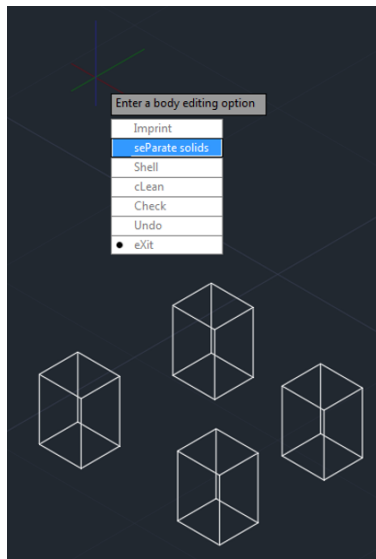 Enter a body editing option
Imprint
seParate solids
Shell
cLean
Check
Undo
eXit